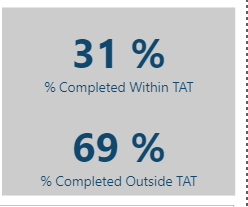 31 %
% Completed Within TAT
69 %
% Completed Outside TAT